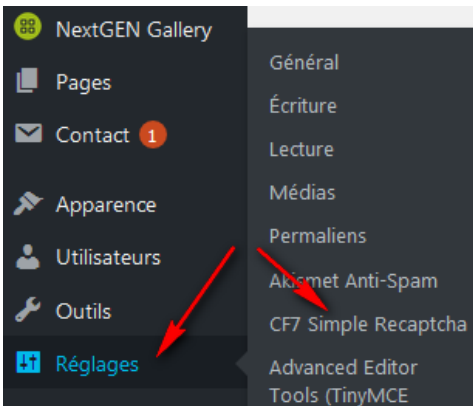 NextGEN Gallery
Pages
Contact 1
Apparence
Utilisateurs
Outils
Réglages
Général
Écriture
Lecture
Médias
Permaliens
Akismet Anti-Spam
CF7 Simple Recaptcha
Advanced Editor
Tools (TinyMCE